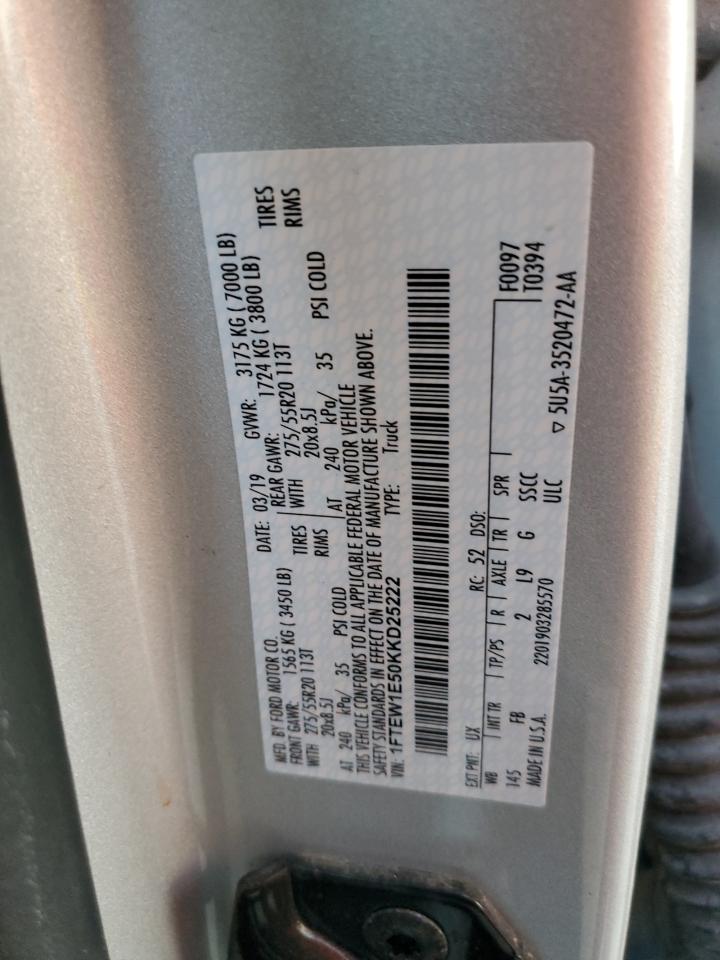 MFD. BY FORD MOTOR CO. DATE: 03/19 GVWR: 3175 KG ( 7000 LB)
FRONT GAWR: 1565 KG ( 3450 LB) REAR GAWR: 1724 KG ( 3800 LB)
WITH 275/55R20 113T TIRES WITH 275/55R20 113T TIRES
20x8.5J RIMS 20x8.5J RIMS
AT 240 kPa/ 35 PSI COLD AT 240 kPa/ 35 PSI COLD
THIS VEHICLE CONFORMS TO ALL APPLICABLE FEDERAL MOTOR VEHICLE
SAFETY STANDARDS IN EFFECT ON THE DATE OF MANUFACTURE SHOWN ABOVE.
VIN: 1FTEW1E50KKD25222 TYPE: Truck
EXT PNT: UX RC: 52 DSO:
WB INT TR TP/PS R AXLE TR SPR F0097
145 FB 2 L9 G SSCC T0394
MADE IN U.S.A. 2201903285570 ULC ▽ 5U5A-3520472-AA